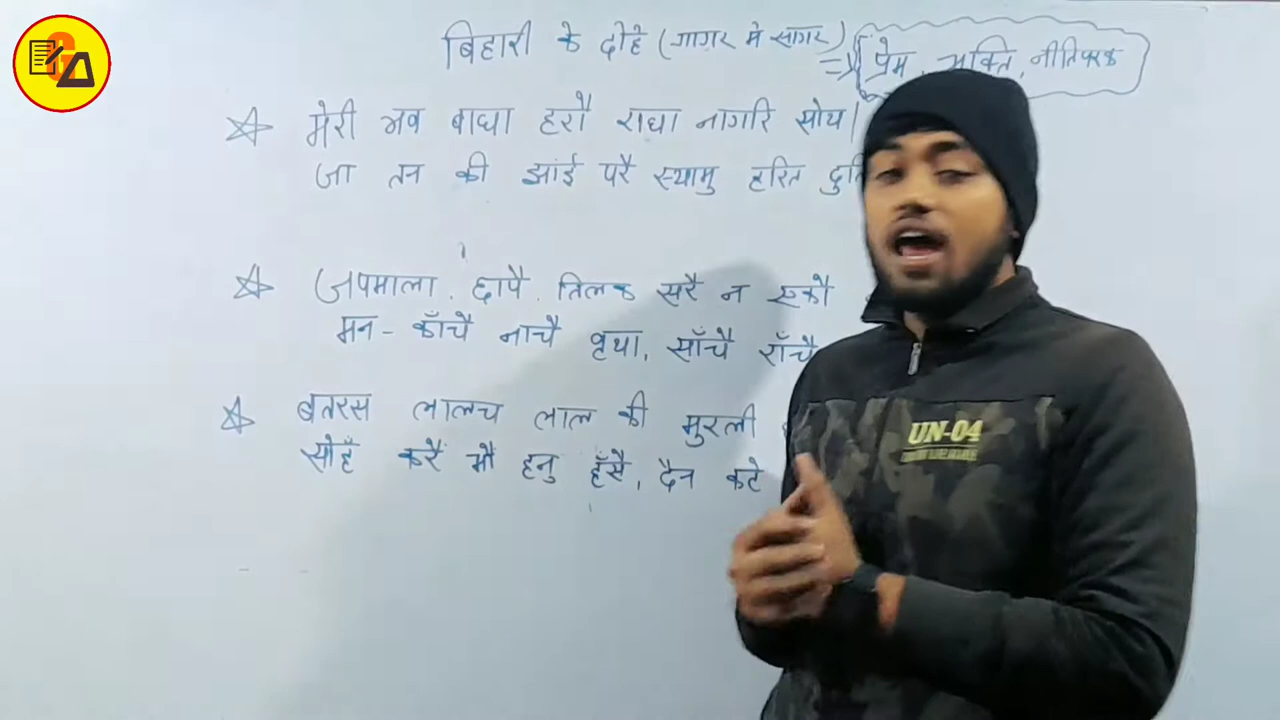 बिहारी के दोहे (गागर मे सागर) ⇒ प्रेम, भक्ति, नीतिपरक
☆ मेरी भव बाधा हरौ राधा नागरि सोय।
जा तन की झांई परै स्यामु हरित
☆ जपमाला, छापै, तिलक सरै न एकौ
मन-काँचै नाचै वृथा, साँचै राँचै
☆ बतरस लालच लाल की मुरली
सोहँ करै भौ हनु हँसै, दैन कटे
UN-04